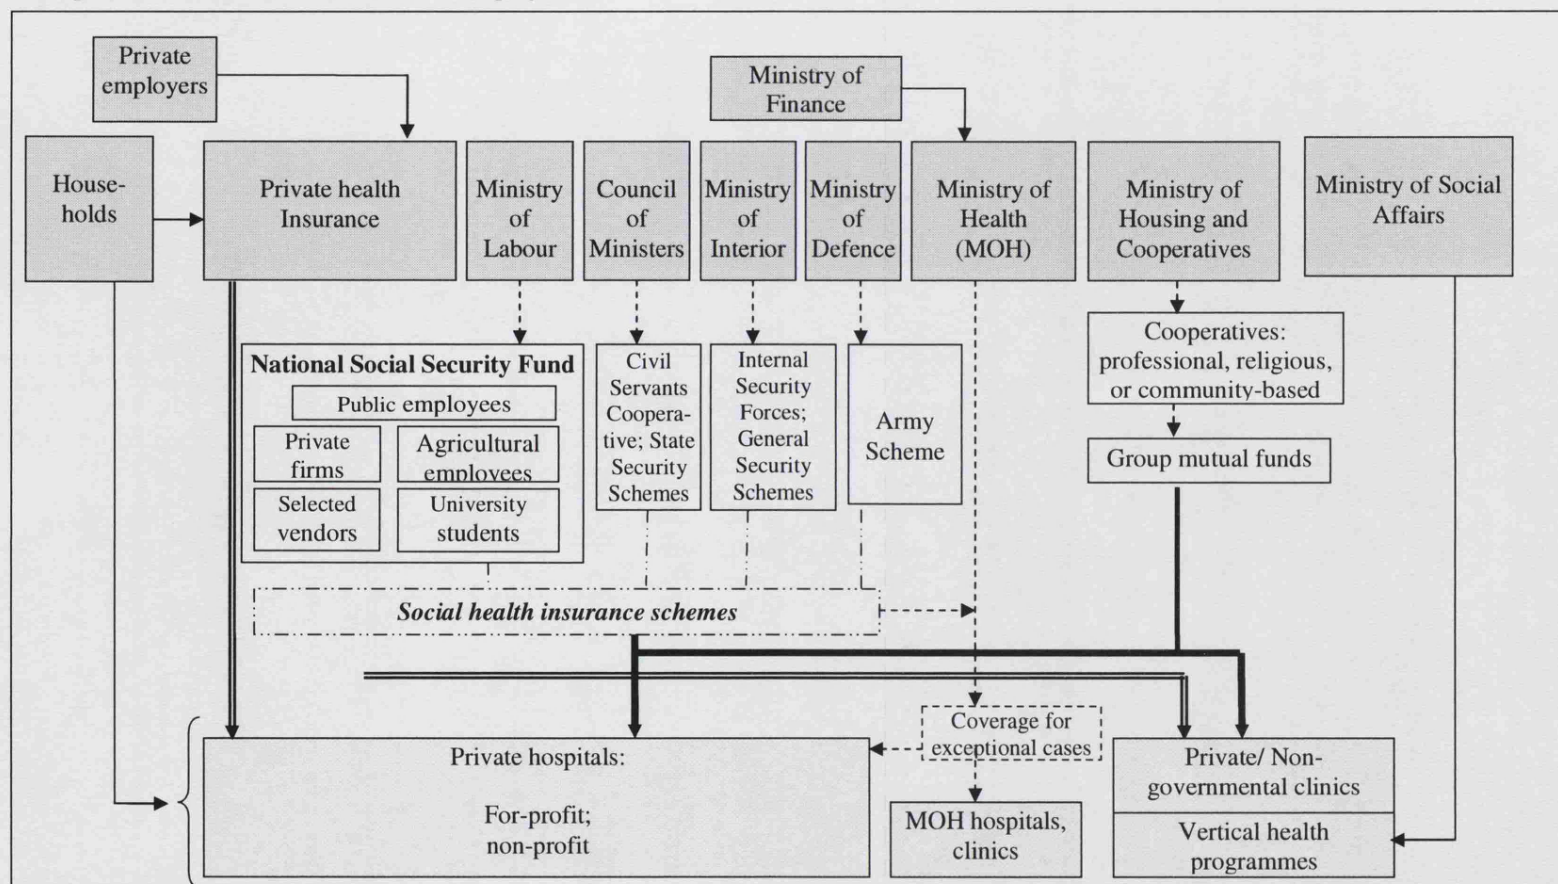 Private
employers
Ministry of
Finance
House-
holds
Private health
Insurance
Ministry
of
Labour
Council
of
Ministers
Ministry
of
Interior
Ministry
of
Defence
Ministry of
Health
(MOH)
Ministry of
Housing and
Cooperatives
Ministry of Social
Affairs
National Social Security Fund
Public employees
Private
firms
Agricultural
employees
Selected
vendors
University
students
Civil
Servants
Coopera-
tive; State
Security
Schemes
Internal
Security
Forces;
General
Security
Schemes
Army
Scheme
Cooperatives:
professional, religious,
or community-based
Group mutual funds
Social health insurance schemes
Coverage for
exceptional cases
Private hospitals:
For-profit;
non-profit
MOH hospitals,
clinics
Private/ Non-
governmental clinics
Vertical health
programmes